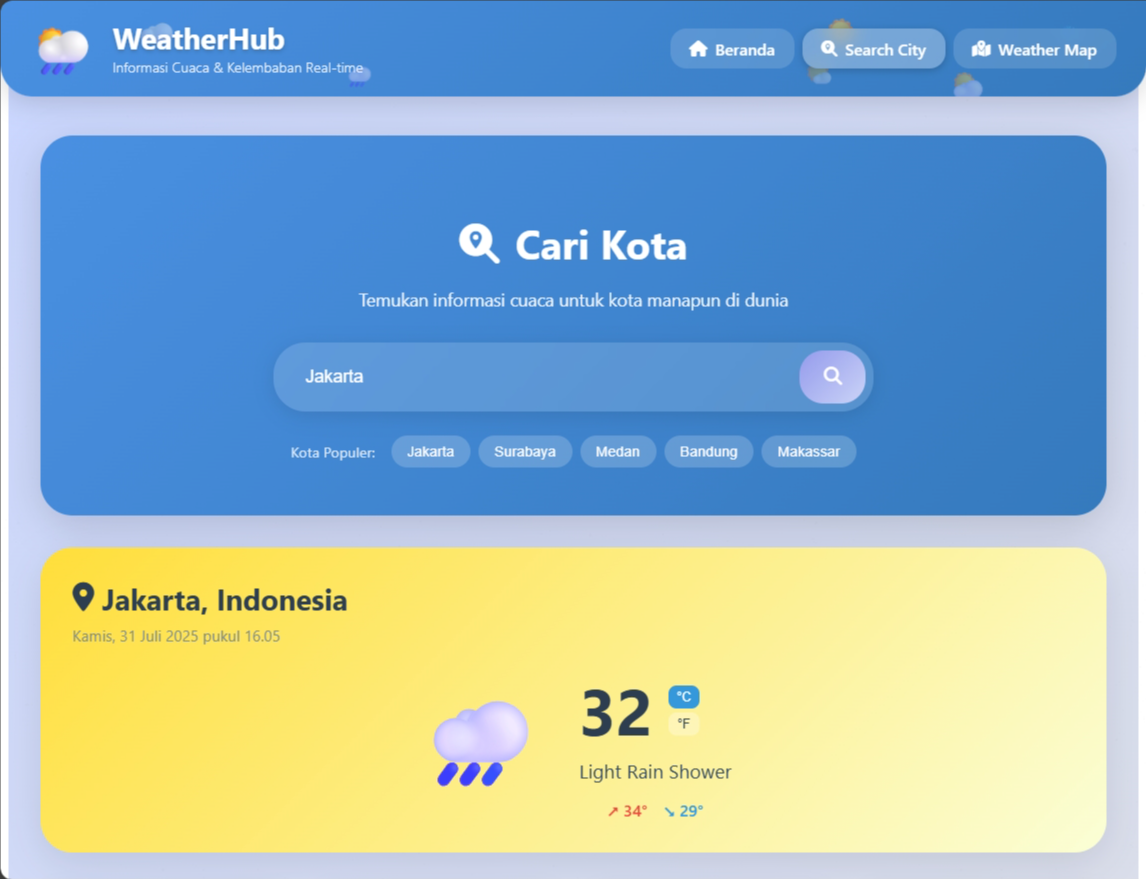 WeatherHub
Informasi Cuaca & Kelembaban Real-time
Beranda
Search City
Weather Map
Cari Kota
Temukan informasi cuaca untuk kota manapun di dunia
Jakarta
Kota Populer: Jakarta Surabaya Medan Bandung Makassar
Jakarta, Indonesia
Kamis, 31 Juli 2025 pukul 16.05
32 °C
°F
Light Rain Shower
↗ 34° ↘ 29°